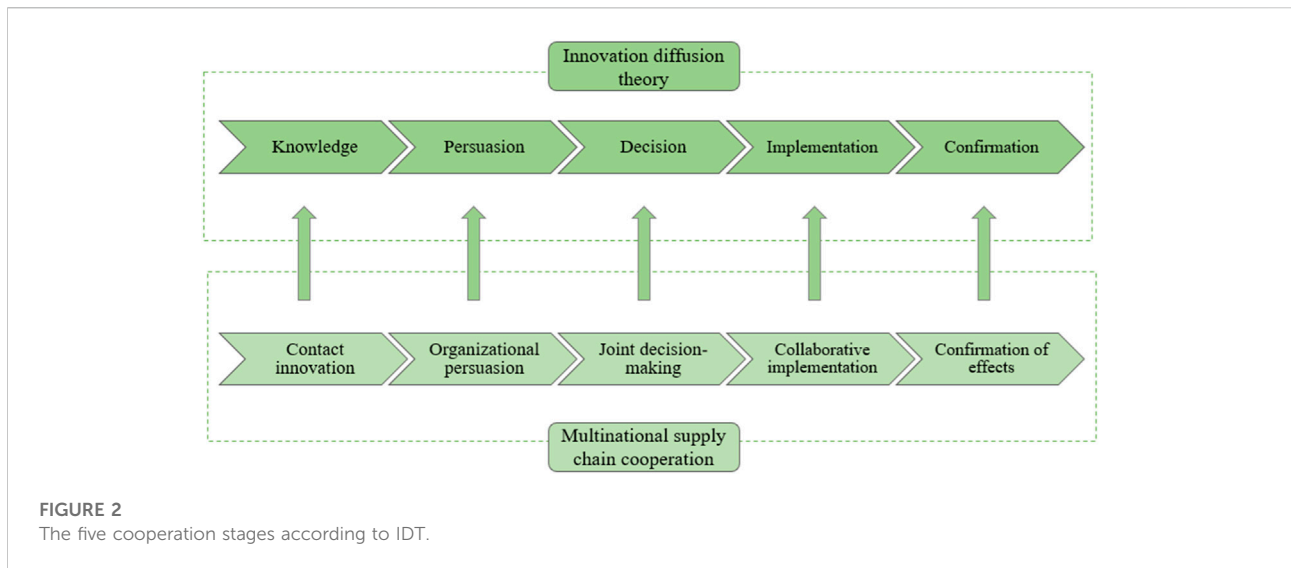 Innovation diffusion
theory
Knowledge
Persuasion
Decision
Implementation
Confirmation
Contact
innovation
Organizational
persuasion
Joint decision-
making
Collaborative
implementation
Confirmation of
effects
Multinational supply
chain cooperation
FIGURE 2
The five cooperation stages according to IDT.